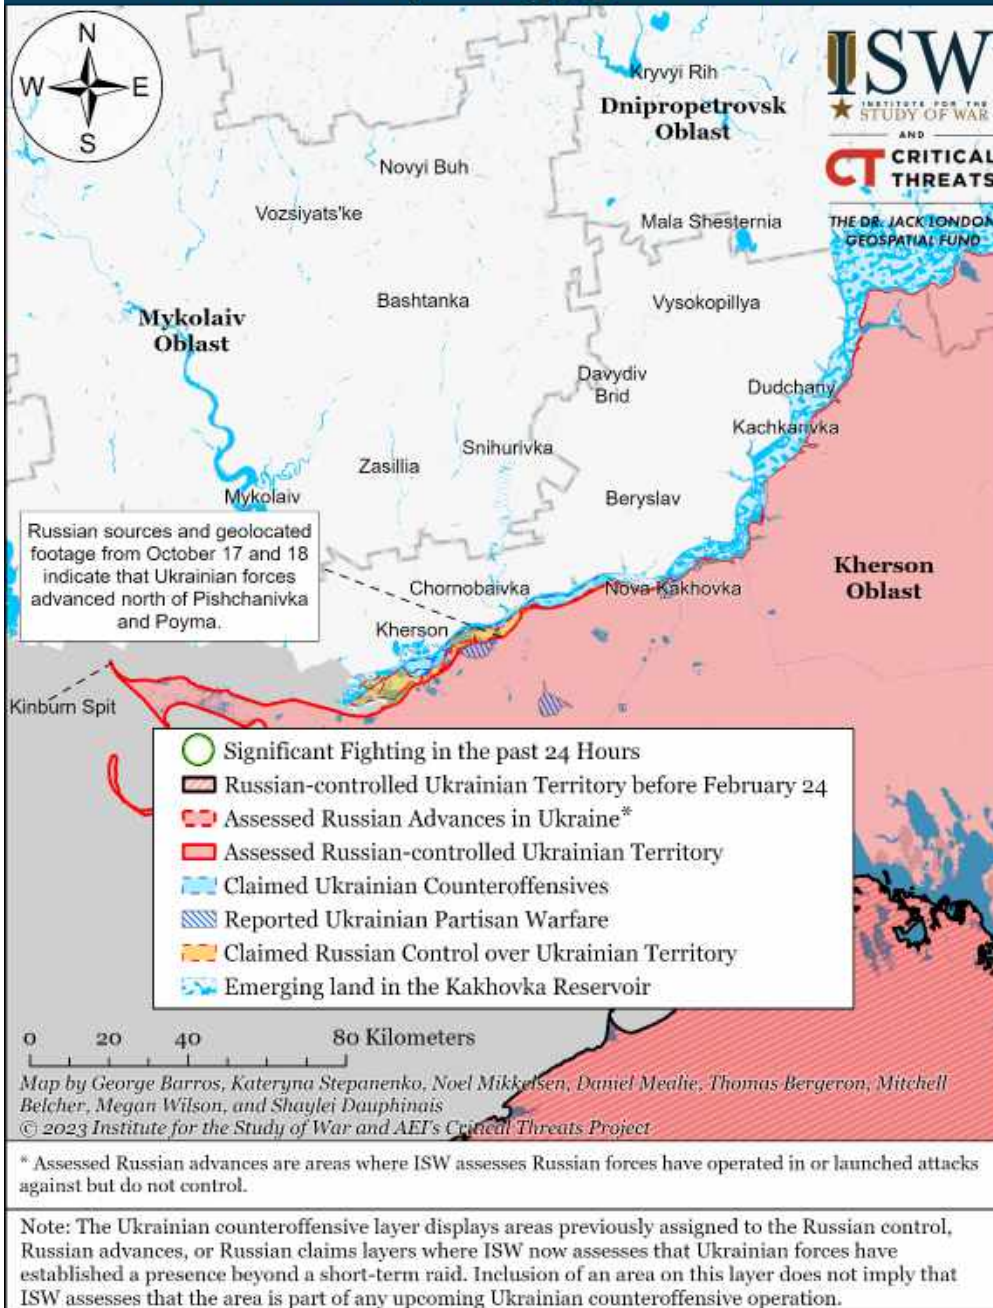 N
W E
S
ISW
INSTITUTE FOR THE
STUDY OF WAR
AND
CT CRITICAL
THREATS
THE DR. JACK LONDON
GEOSPATIAL FUND
Kryvyi Rih
Dnipropetrovsk
Oblast
Novyi Buh
Vozsiyats'ke
Mala Shesternia
Bashtanka
Vysokopillya
Mykolaiv
Oblast
Davydiv
Brid
Dudchany
Kachkarivka
Snihurivka
Zasillia
Mykolaiv
Beryslav
Russian sources and geolocated
footage from October 17 and 18
indicate that Ukrainian forces
advanced north of Pishchanivka
and Poyma.
Kherson
Oblast
Chornobaivka
Nova Kakhovka
Kherson
Kinburn Spit
Significant Fighting in the past 24 Hours
Russian-controlled Ukrainian Territory before February 24
Assessed Russian Advances in Ukraine*
Assessed Russian-controlled Ukrainian Territory
Claimed Ukrainian Counteroffensives
Reported Ukrainian Partisan Warfare
Claimed Russian Control over Ukrainian Territory
Emerging land in the Kakhovka Reservoir
0 20 40 80 Kilometers
Map by George Barros, Kateryna Stepanenko, Noel Mikkelsen, Daniel Mealie, Thomas Bergeron, Mitchell
Belcher, Megan Wilson, and Shaylei Dauphinais
© 2023 Institute for the Study of War and AEI's Critical Threats Project
* Assessed Russian advances are areas where ISW assesses Russian forces have operated in or launched attacks
against but do not control.
Note: The Ukrainian counteroffensive layer displays areas previously assigned to the Russian control,
Russian advances, or Russian claims layers where ISW now assesses that Ukrainian forces have
established a presence beyond a short-term raid. Inclusion of an area on this layer does not imply that
ISW assesses that the area is part of any upcoming Ukrainian counteroffensive operation.